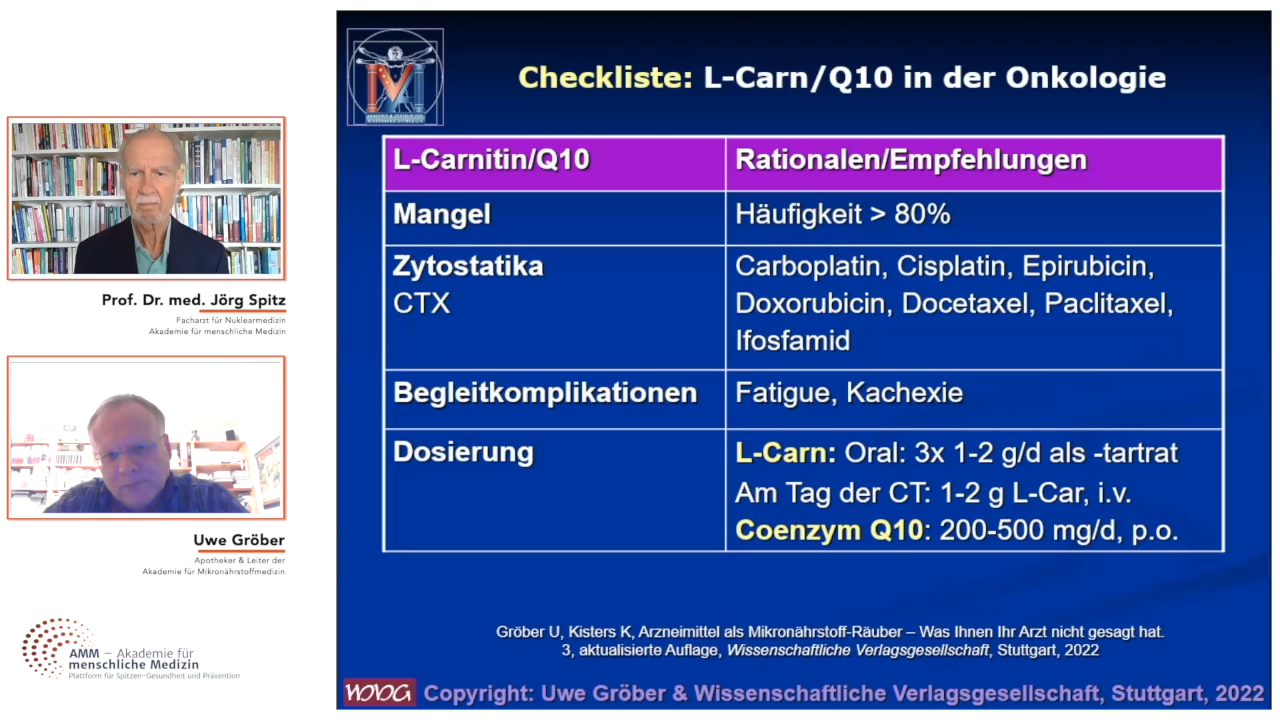 Checkliste: L-Carn/Q10 in der Onkologie
L-Carnitin/Q10
Rationalen/Empfehlungen
Mangel
Häufigkeit > 80%
Zytostatika
CTX
Carboplatin, Cisplatin, Epirubicin,
Doxorubicin, Docetaxel, Paclitaxel,
Ifosfamid
Begleitkomplikationen
Fatigue, Kachexie
Dosierung
L-Carn: Oral: 3x 1-2 g/d als -tartrat
Am Tag der CT: 1-2 g L-Car, i.v.
Coenzym Q10: 200-500 mg/d, p.o.
Gröber U, Kisters K, Arzneimittel als Mikronährstoff-Räuber – Was Ihnen Ihr Arzt nicht gesagt hat.
3, aktualisierte Auflage, Wissenschaftliche Verlagsgesellschaft, Stuttgart, 2022
Copyright: Uwe Gröber & Wissenschaftliche Verlagsgesellschaft, Stuttgart, 2022
Prof. Dr. med. Jörg Spitz
Facharzt für Nuklearmedizin
Akademie für menschliche Medizin
Uwe Gröber
Apotheker & Leiter der
Akademie für Mikronährstoffmedizin
AMM – Akademie für
menschliche Medizin
Plattform für Spitzen-Gesundheit und Prävention